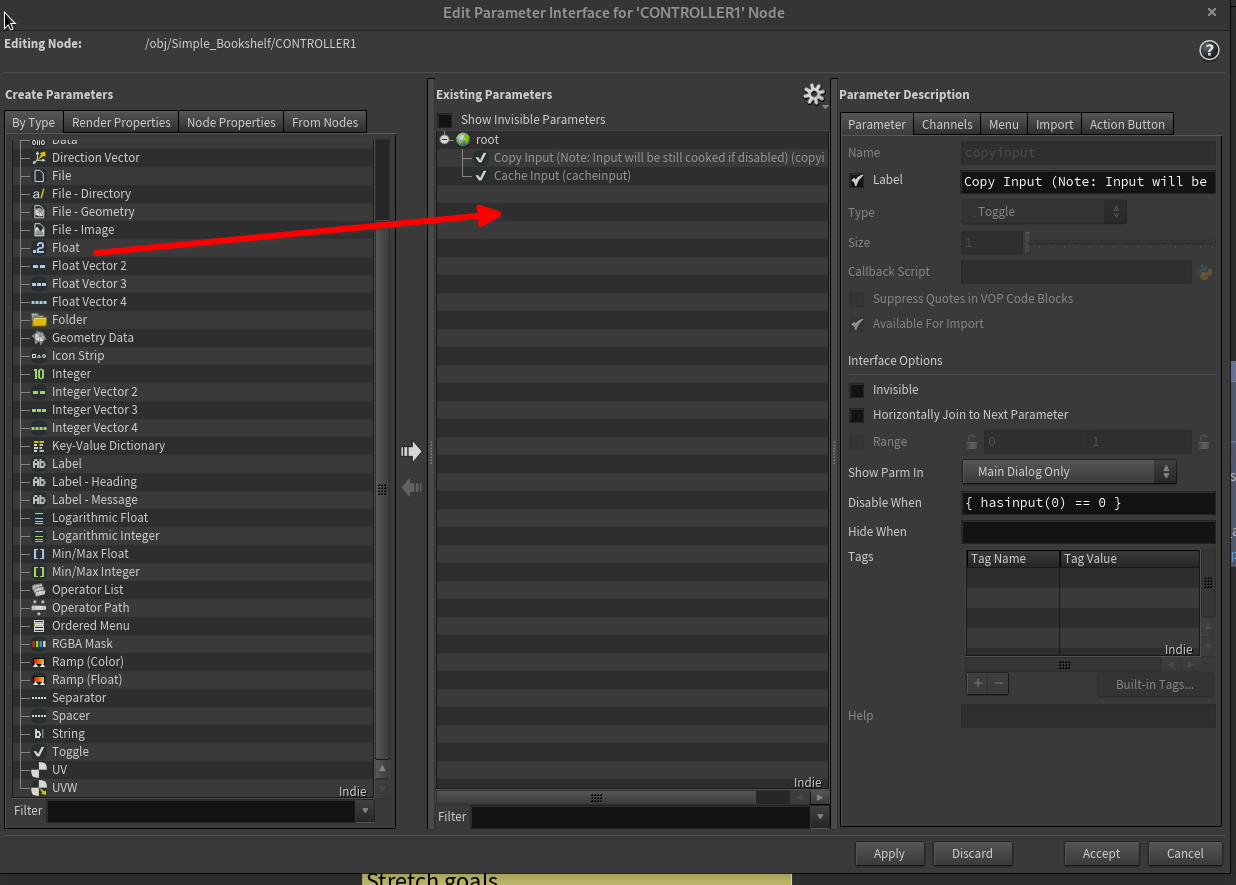 Edit Parameter Interface for 'CONTROLLER1' Node
Editing Node: /obj/Simple_Bookshelf/CONTROLLER1
Create Parameters
By Type Render Properties Node Properties From Nodes
Data
Direction Vector
File
File - Directory
File - Geometry
File - Image
Float
Float Vector 2
Float Vector 3
Float Vector 4
Folder
Geometry Data
Icon Strip
Integer
Integer Vector 2
Integer Vector 3
Integer Vector 4
Key-Value Dictionary
Label
Label - Heading
Label - Message
Logarithmic Float
Logarithmic Integer
Min/Max Float
Min/Max Integer
Operator List
Operator Path
Ordered Menu
RGBA Mask
Ramp (Color)
Ramp (Float)
Separator
Spacer
String
Toggle
UV
UVW
Indie
Filter
Existing Parameters
Show Invisible Parameters
root
Copy Input (Note: Input will be still cooked if disabled) (copyi
Cache Input (cacheinput)
Indie
Filter
Parameter Description
Parameter Channels Menu Import Action Button
Name copyinput
Label Copy Input (Note: Input will be
Type Toggle
Size 1
Callback Script
Suppress Quotes in VOP Code Blocks
Available For Import
Interface Options
Invisible
Horizontally Join to Next Parameter
Range 0 1
Show Parm In Main Dialog Only
Disable When { hasinput(0) == 0 }
Hide When
Tags Tag Name Tag Value
Indie
+ − Built-in Tags...
Help
Apply Discard Accept Cancel
Stretch goals